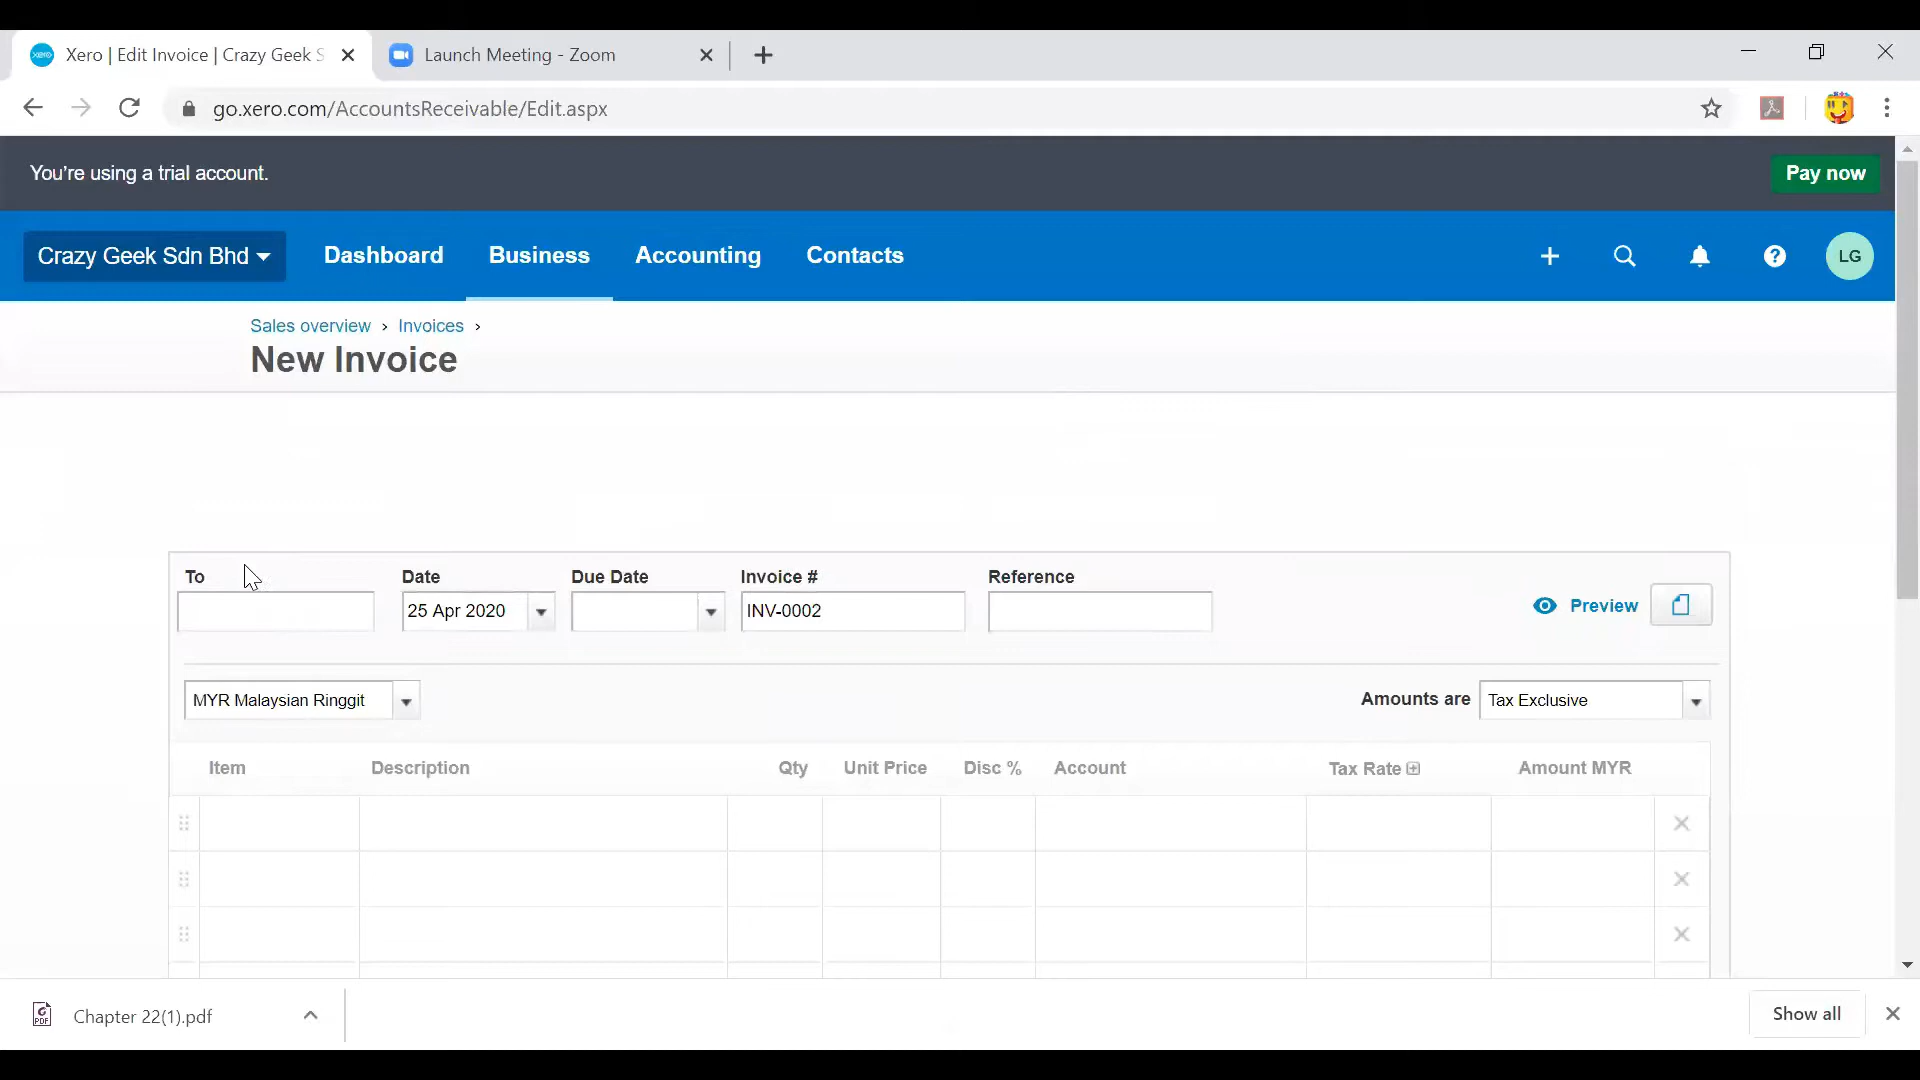 Xero | Edit Invoice | Crazy Geek S
Launch Meeting - Zoom
go.xero.com/AccountsReceivable/Edit.aspx
You're using a trial account.
Pay now
Crazy Geek Sdn Bhd
Dashboard
Business
Accounting
Contacts
LG
Sales overview › Invoices ›
New Invoice
To
Date
Due Date
Invoice #
Reference
25 Apr 2020
INV-0002
Preview
MYR Malaysian Ringgit
Amounts are
Tax Exclusive
Item
Description
Qty
Unit Price
Disc %
Account
Tax Rate
Amount MYR
Chapter 22(1).pdf
Show all